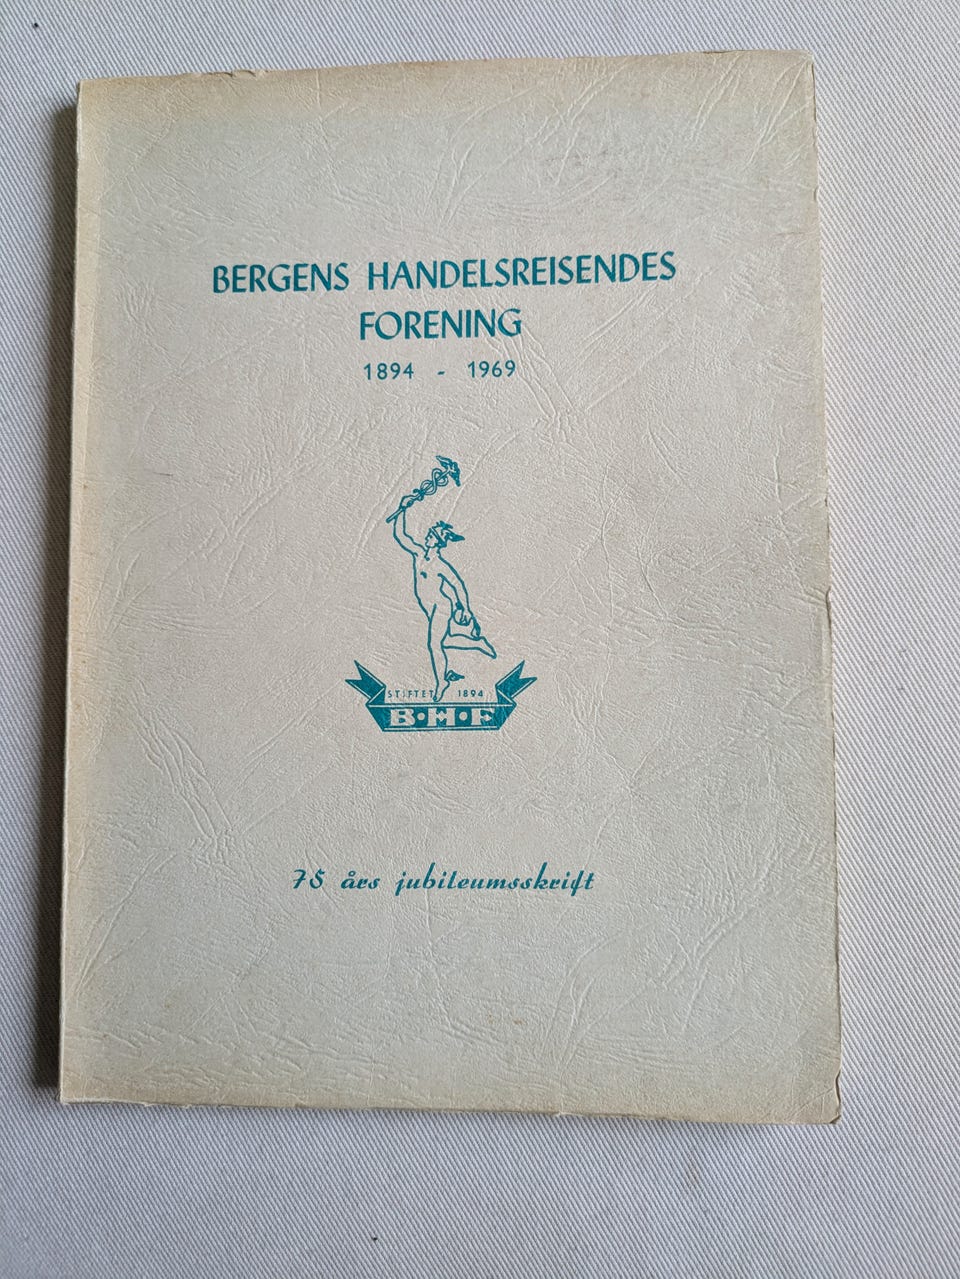 BERGENS HANDELSREISENDES
FORENING
1894 - 1969
STIFTET 1894
B·H·F
75 års jubileumsskrift